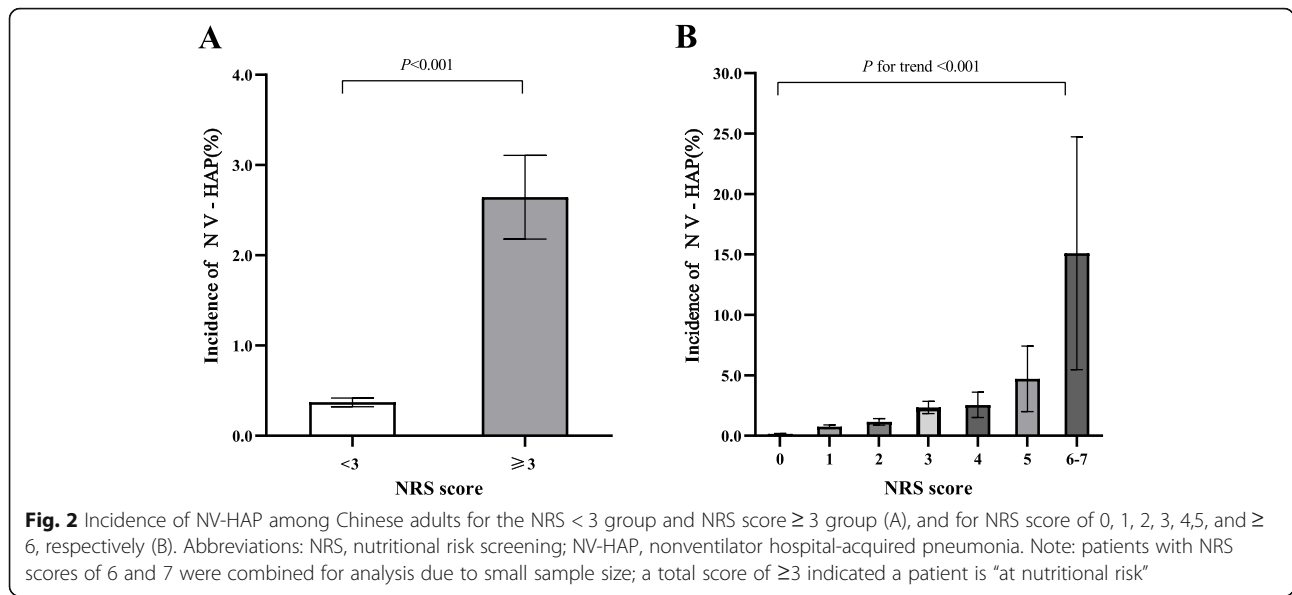 A
P<0.001
4.0
3.0
2.0
1.0
0.0
Incidence of N V - HAP(%)
<3
≥3
NRS score
B
P for trend <0.001
30.0
25.0
20.0
15.0
10.0
5.0
0.0
Incidence of N V - HAP(%)
0 1 2 3 4 5 6-7
NRS score
Fig. 2 Incidence of NV-HAP among Chinese adults for the NRS < 3 group and NRS score ≥ 3 group (A), and for NRS score of 0, 1, 2, 3, 4,5, and ≥
6, respectively (B). Abbreviations: NRS, nutritional risk screening; NV-HAP, nonventilator hospital-acquired pneumonia. Note: patients with NRS
scores of 6 and 7 were combined for analysis due to small sample size; a total score of ≥3 indicated a patient is “at nutritional risk”